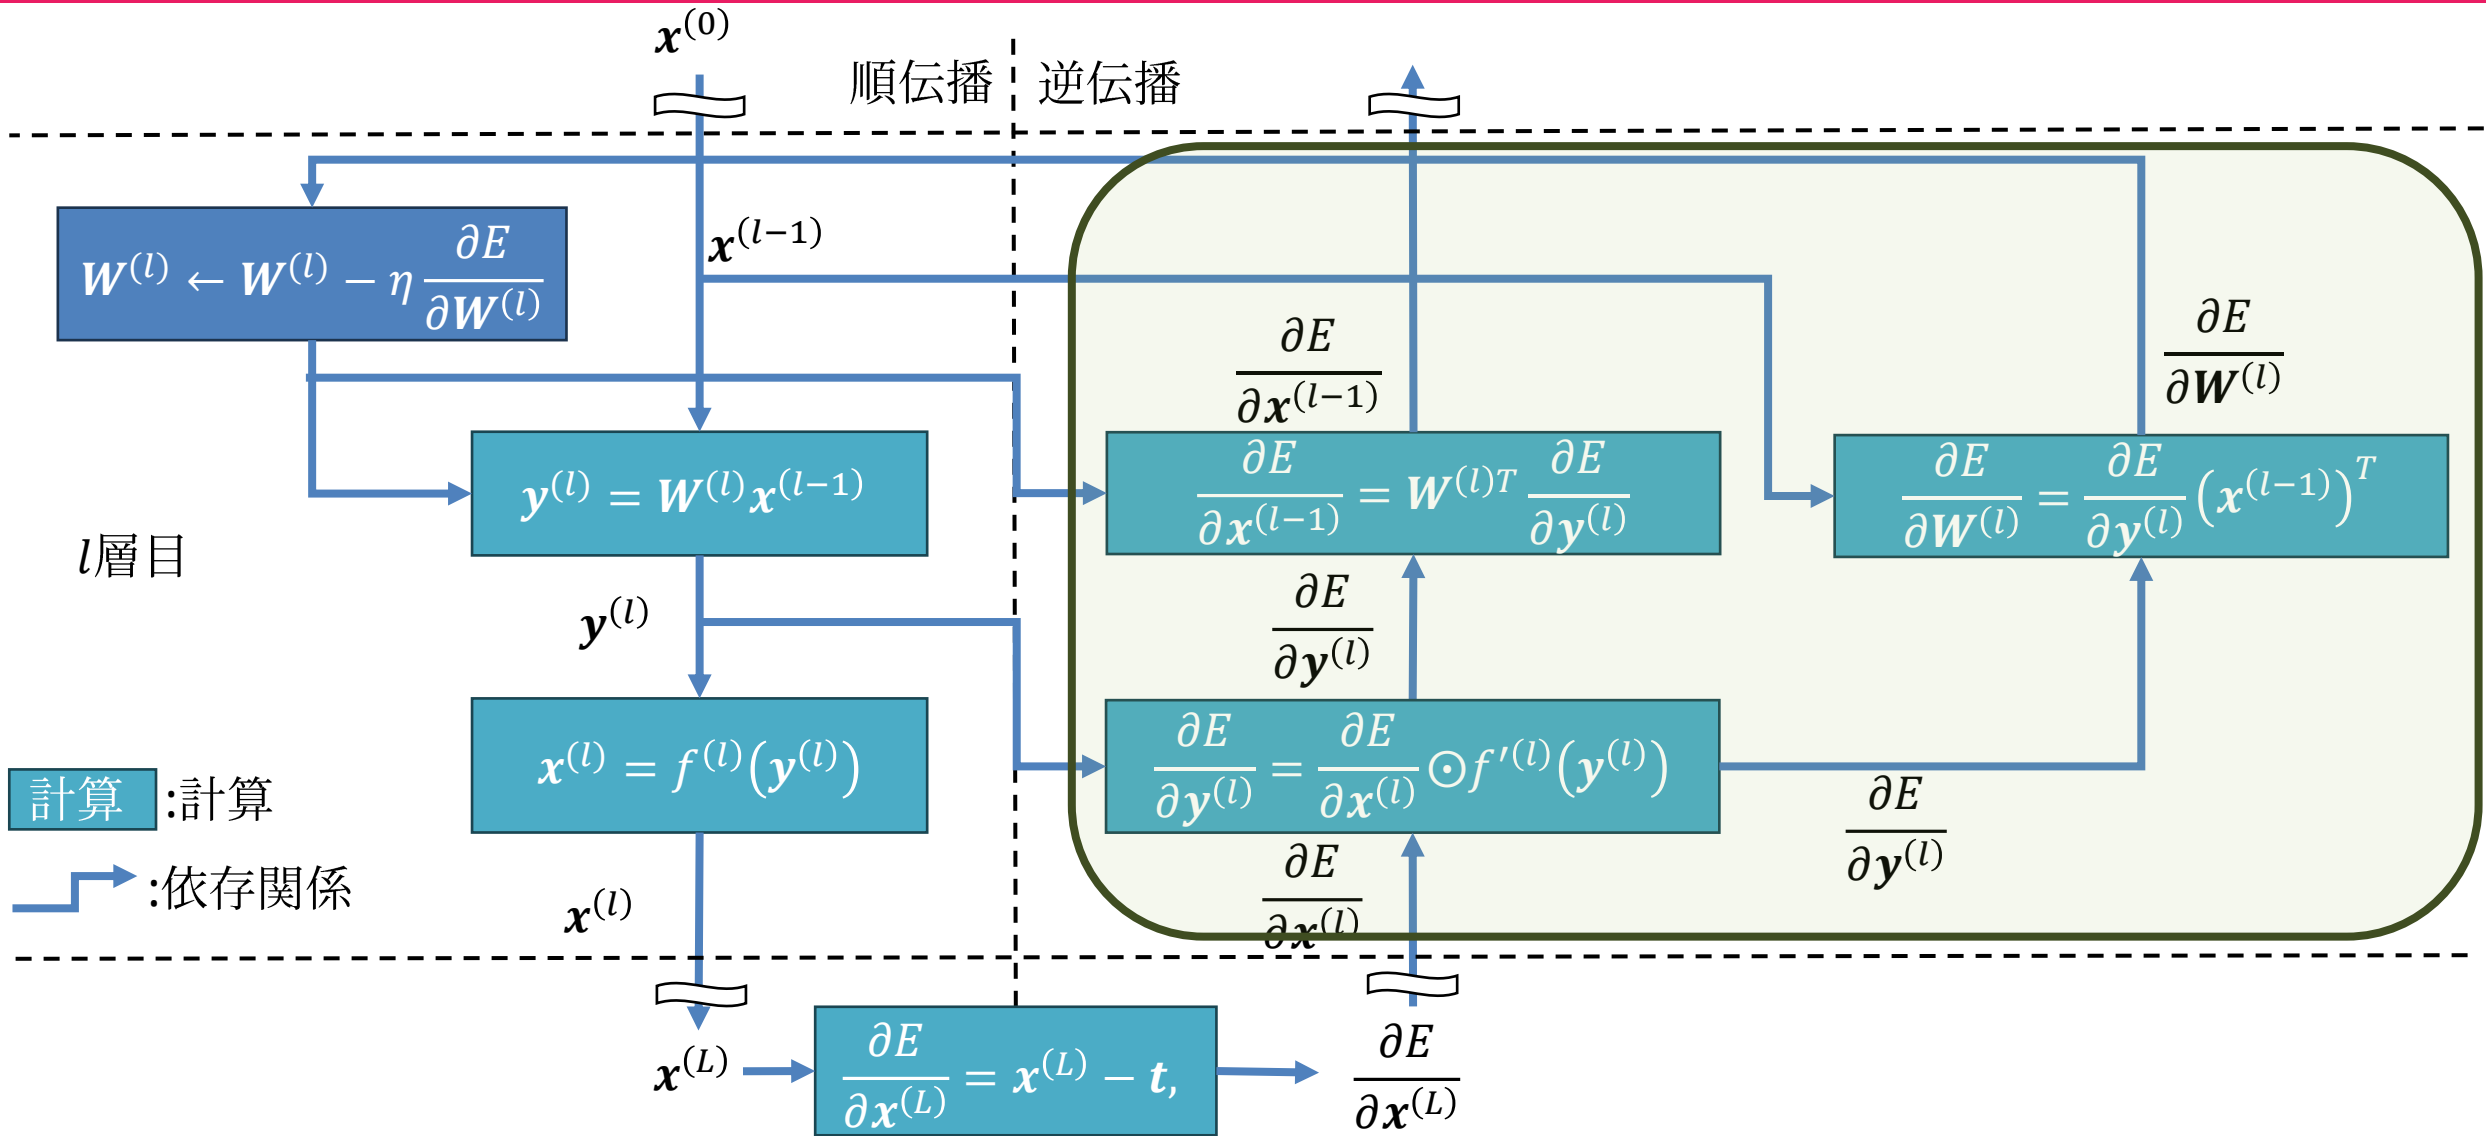 𝒙^(0)
順伝播
逆伝播
𝑾^(l) ← 𝑾^(l) − η ∂E/∂𝑾^(l)
𝒙^(l−1)
∂E/∂𝒙^(l−1)
∂E/∂𝑾^(l)
𝒚^(l) = 𝑾^(l) 𝒙^(l−1)
∂E/∂𝒙^(l−1) = 𝑾^(l)T ∂E/∂𝒚^(l)
∂E/∂𝑾^(l) = ∂E/∂𝒚^(l) (𝒙^(l−1))^T
l層目
𝒚^(l)
∂E/∂𝒚^(l)
𝒙^(l) = f^(l)(𝒚^(l))
∂E/∂𝒚^(l) = ∂E/∂𝒙^(l) ⊙ f′^(l)(𝒚^(l))
∂E/∂𝒚^(l)
計算 :計算
:依存関係
𝒙^(l)
∂E/∂𝒙^(l)
𝒙^(L)
∂E/∂𝒙^(L) = 𝒙^(L) − 𝒕,
∂E/∂𝒙^(L)